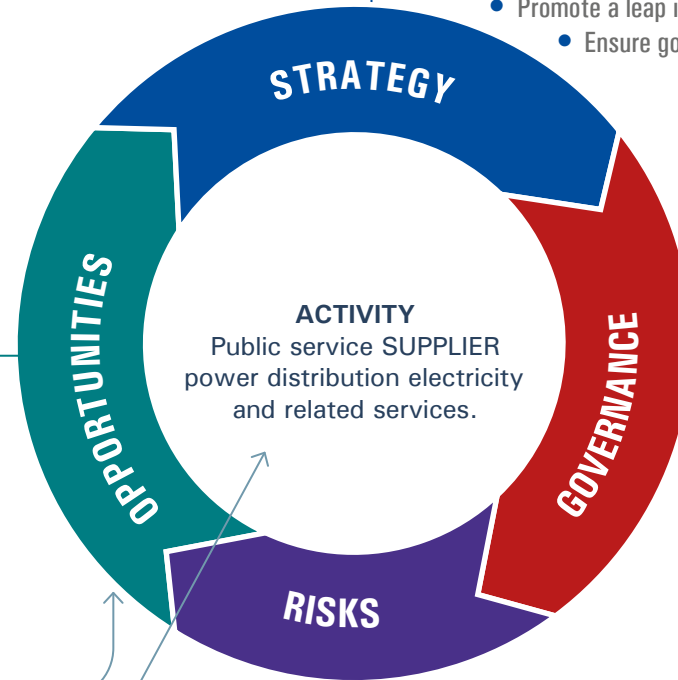 • Promote a leap i
• Ensure go
STRATEGY
OPPORTUNITIES
ACTIVITY
Public service SUPPLIER
power distribution electricity
and related services.
GOVERNANCE
RISKS